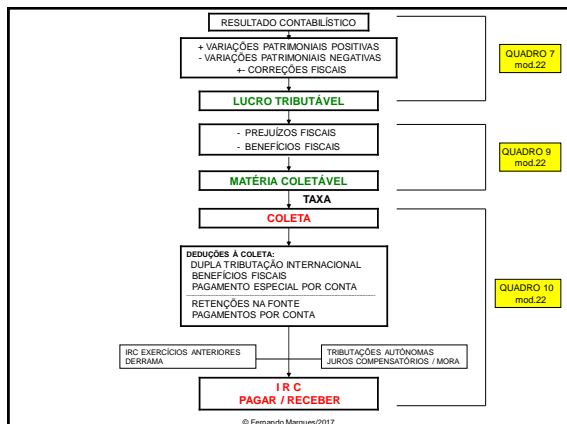 RESULTADO CONTABILÍSTICO
+ VARIAÇÕES PATRIMONIAIS POSITIVAS
- VARIAÇÕES PATRIMONIAIS NEGATIVAS
+- CORREÇÕES FISCAIS
QUADRO 7
mod.22
LUCRO TRIBUTÁVEL
- PREJUÍZOS FISCAIS
- BENEFÍCIOS FISCAIS
QUADRO 9
mod.22
MATÉRIA COLETÁVEL
TAXA
COLETA
DEDUÇÕES À COLETA:
DUPLA TRIBUTAÇÃO INTERNACIONAL
BENEFÍCIOS FISCAIS
PAGAMENTO ESPECIAL POR CONTA
RETENÇÕES NA FONTE
PAGAMENTOS POR CONTA
QUADRO 10
mod.22
IRC EXERCÍCIOS ANTERIORES
DERRAMA
TRIBUTAÇÕES AUTÓNOMAS
JUROS COMPENSATÓRIOS / MORA
I R C
PAGAR / RECEBER
© Fernando Marques/2017